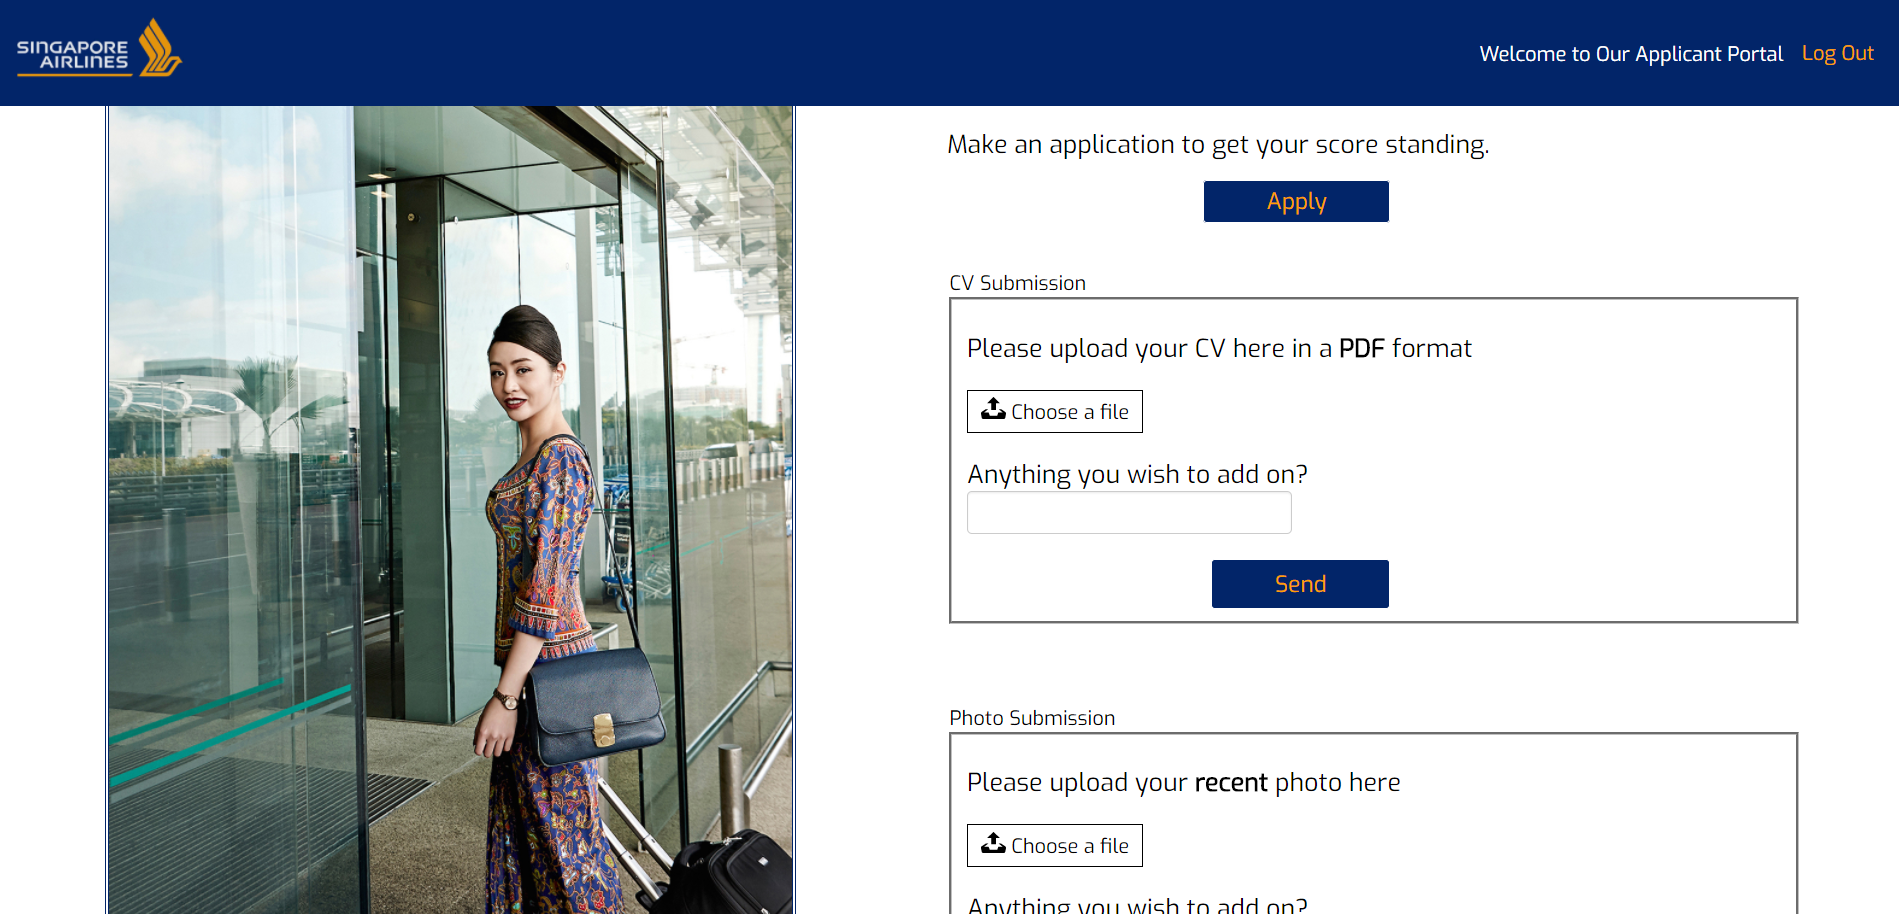 SINGAPORE
AIRLINES
Welcome to Our Applicant Portal Log Out
Make an application to get your score standing.
Apply
CV Submission
Please upload your CV here in a PDF format
Choose a file
Anything you wish to add on?
Send
Photo Submission
Please upload your recent photo here
Choose a file
Anything you wish to add on?